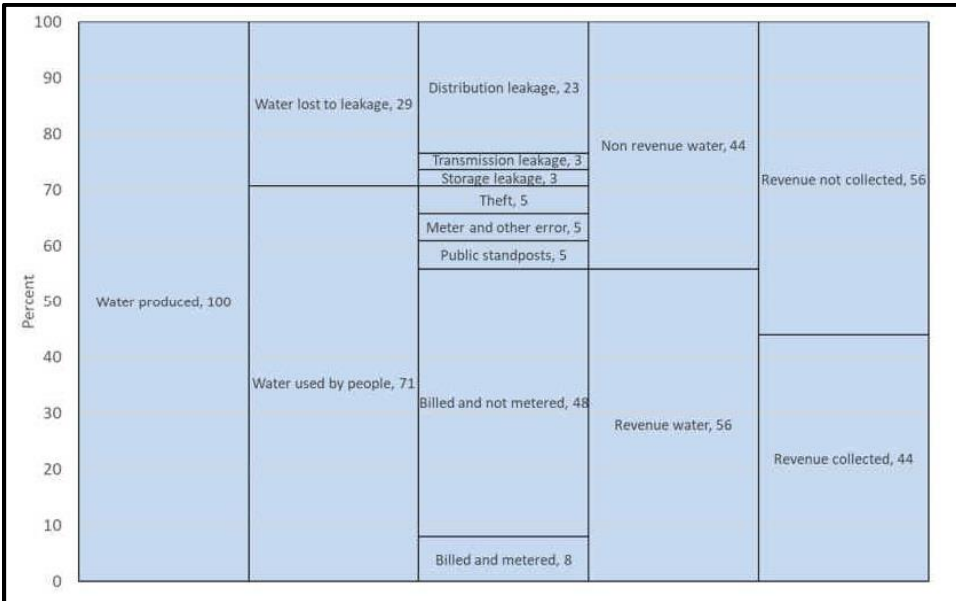 100
90
80
70
60
50
40
30
20
10
0
Percent
Water produced, 100
Water lost to leakage, 29
Water used by people, 71
Distribution leakage, 23
Transmission leakage, 3
Storage leakage, 3
Theft, 5
Meter and other error, 5
Public standposts, 5
Billed and not metered, 48
Billed and metered, 8
Non revenue water, 44
Revenue water, 56
Revenue not collected, 56
Revenue collected, 44